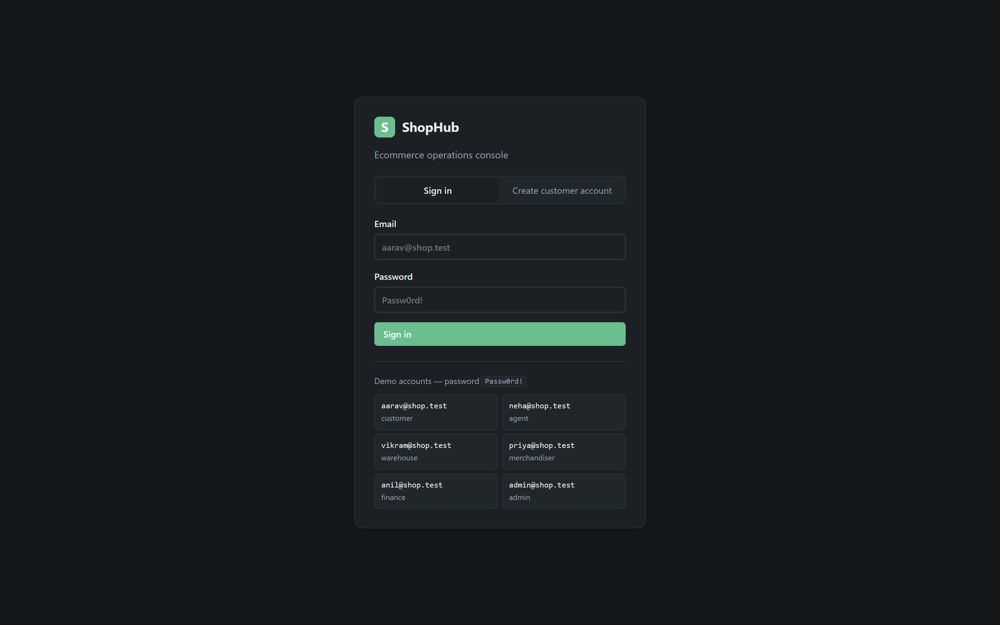 S ShopHub
Ecommerce operations console
Sign in Create customer account
Email
aarav@shop.test
Password
Passw0rd!
Sign in
Demo accounts — password Passw0rd!
aarav@shop.test
customer
neha@shop.test
agent
vikram@shop.test
warehouse
priya@shop.test
merchandiser
anil@shop.test
finance
admin@shop.test
admin